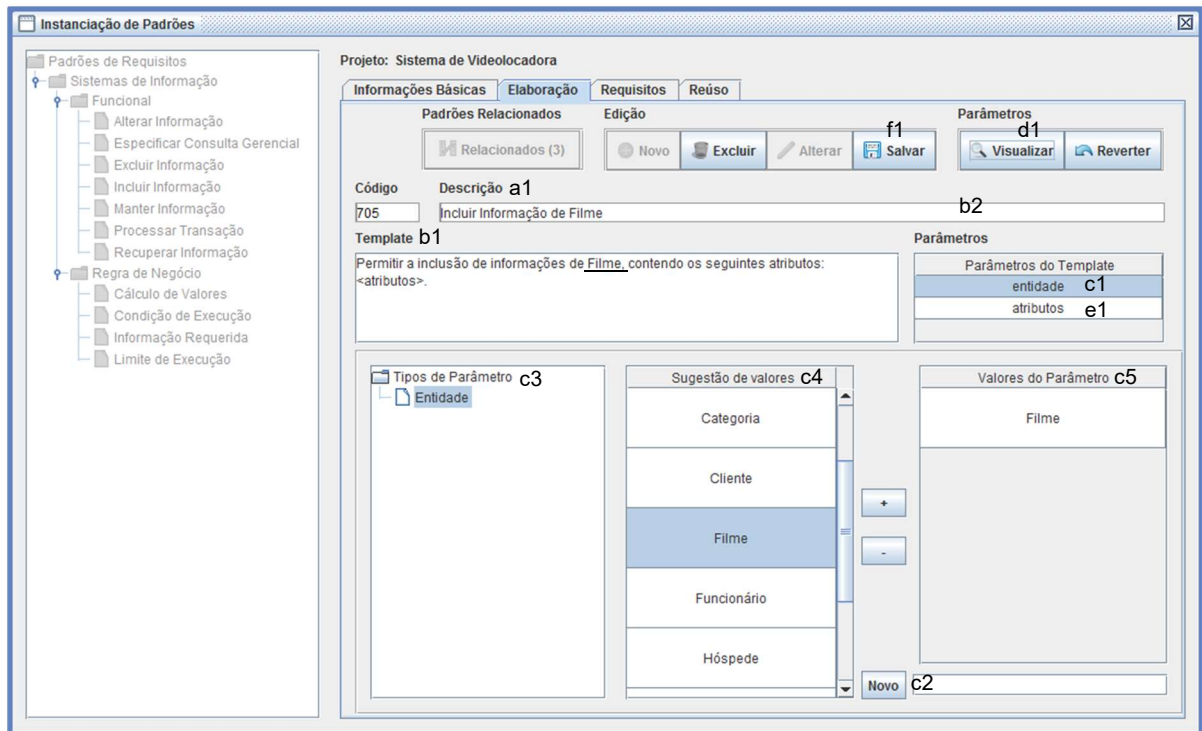 Instanciação de Padrões
Padrões de Requisitos
Sistemas de Informação
Funcional
Alterar Informação
Especificar Consulta Gerencial
Excluir Informação
Incluir Informação
Manter Informação
Processar Transação
Recuperar Informação
Regra de Negócio
Cálculo de Valores
Condição de Execução
Informação Requerida
Limite de Execução
Projeto: Sistema de Videolocadora
Informações Básicas Elaboração Requisitos Reúso
Padrões Relacionados Edição Parâmetros
f1 d1
Relacionados (3) Novo Excluir Alterar Salvar Visualizar Reverter
Código Descrição a1
705 Incluir Informação de Filme b2
Template b1 Parâmetros
Permitir a inclusão de informações de Filme, contendo os seguintes atributos:
<atributos>.
Parâmetros do Template
entidade c1
atributos e1
Tipos de Parâmetro c3
Entidade
Sugestão de valores c4
Categoria
Cliente
Filme
Funcionário
Hóspede
+
-
Valores do Parâmetro c5
Filme
Novo c2